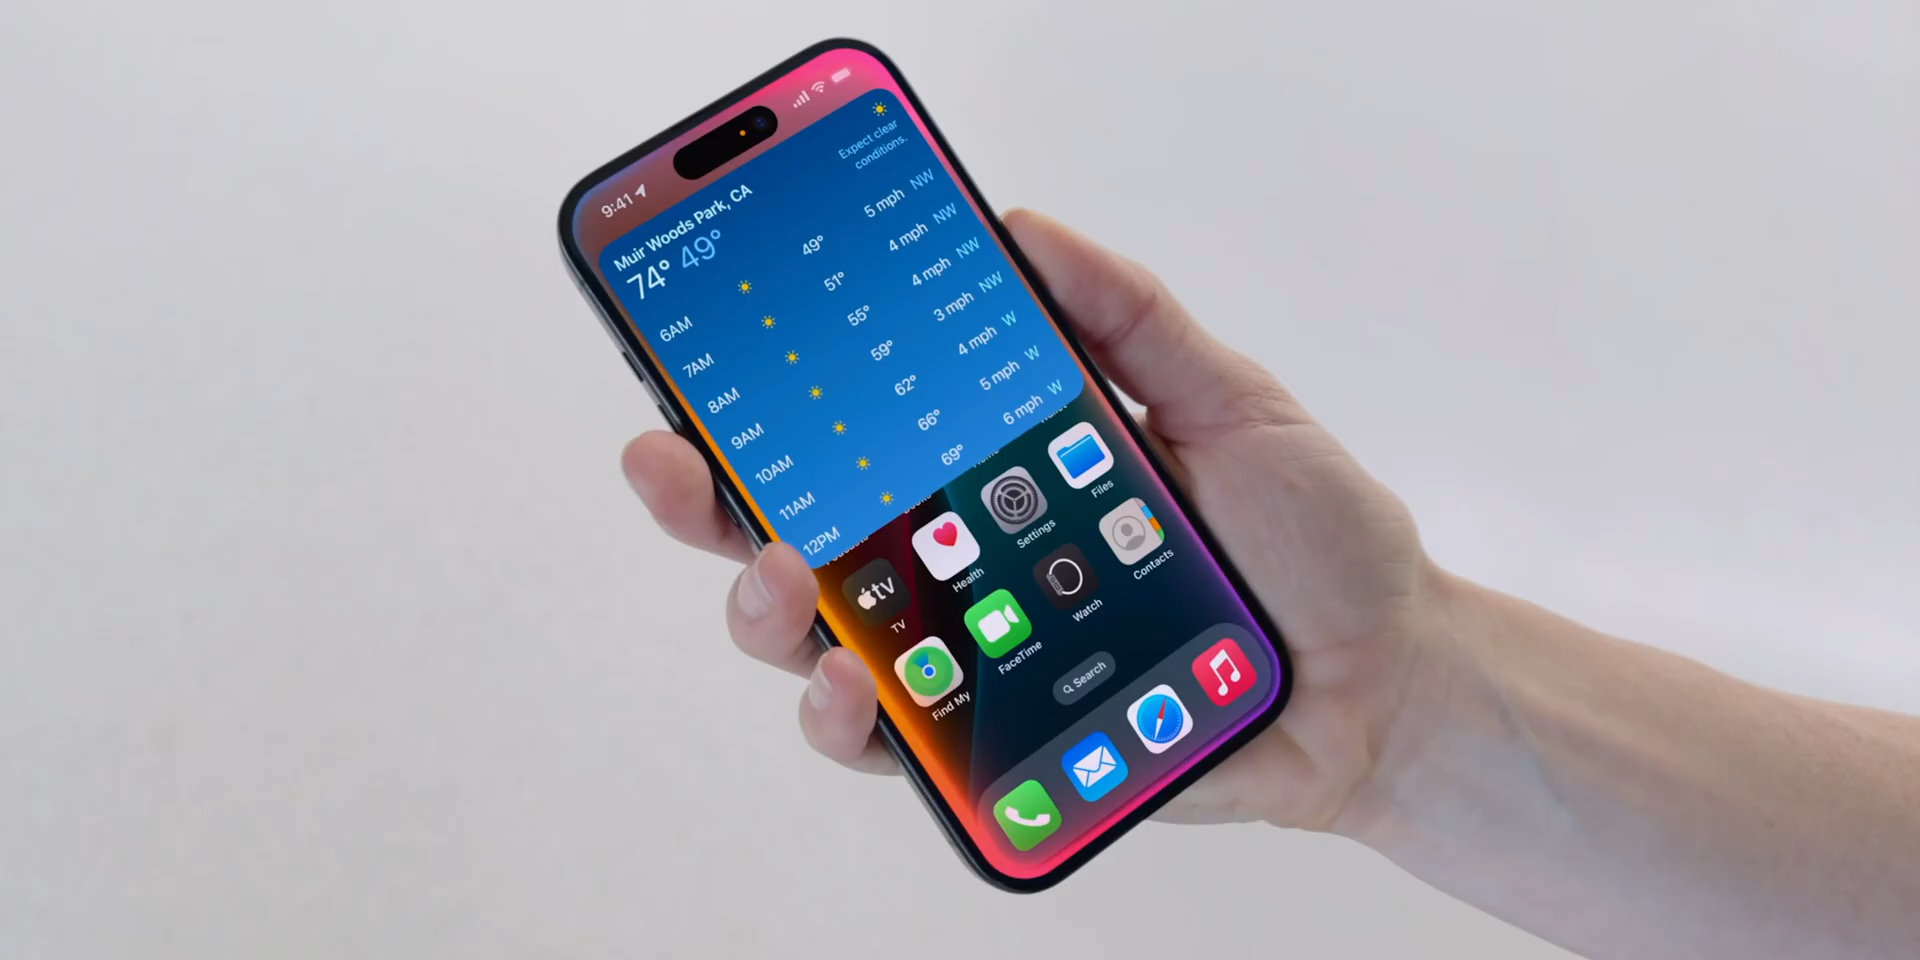 9:41
Muir Woods Park, CA
74° 49°
Expect clear
conditions.
6AM 49° 5 mph NW
7AM 51° 4 mph NW
8AM 55° 4 mph NW
9AM 59° 3 mph NW
10AM 62° 4 mph W
11AM 66° 5 mph W
12PM 69° 6 mph W
tv
TV
Health
Settings
Files
Find My
FaceTime
Watch
Contacts
Search